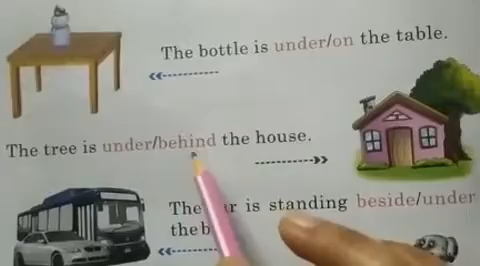 The bottle is under/on the table.
The tree is under/behind the house.
The is standing beside/under
the